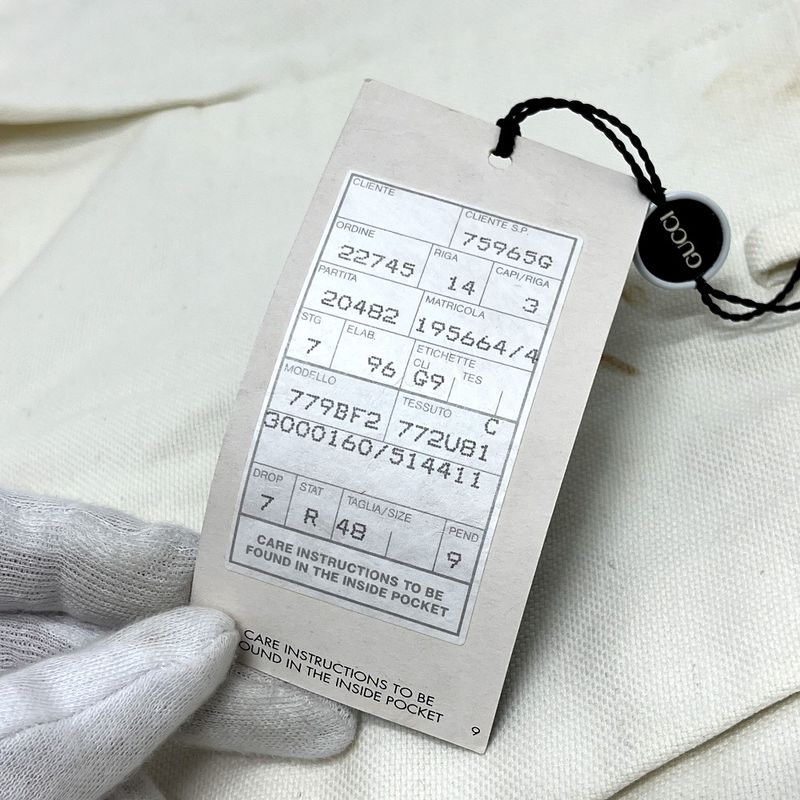 CLIENTE
CLIENTE S.P.
75965G
ORDINE
22745
RIGA
14
CAPI/RIGA
3
PARTITA
20482
MATRICOLA
195664/4
STG
7
ELAB.
96
ETICHETTE
CLI TES
G9
MODELLO
779BF2
TESSUTO C
772U81
G000160/514411
DROP
7
STAT
R
TAGLIA/SIZE
48
PEND
9
CARE INSTRUCTIONS TO BE
FOUND IN THE INSIDE POCKET
CARE INSTRUCTIONS TO BE
OUND IN THE INSIDE POCKET
9
GUCCI